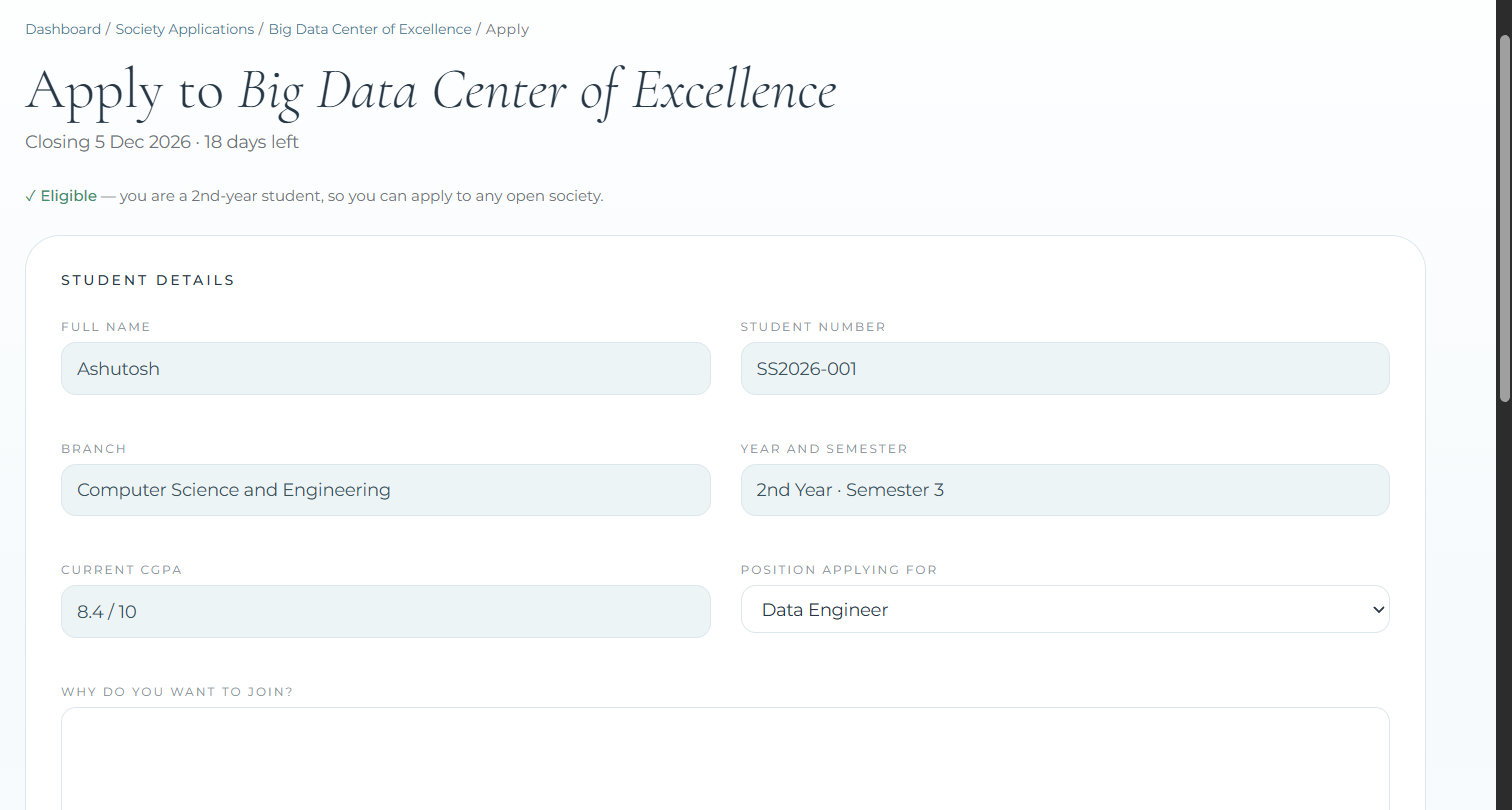 Dashboard / Society Applications / Big Data Center of Excellence / Apply
Apply to Big Data Center of Excellence
Closing 5 Dec 2026 · 18 days left
✓ Eligible — you are a 2nd-year student, so you can apply to any open society.
STUDENT DETAILS
FULL NAME
Ashutosh
STUDENT NUMBER
SS2026-001
BRANCH
Computer Science and Engineering
YEAR AND SEMESTER
2nd Year · Semester 3
CURRENT CGPA
8.4 / 10
POSITION APPLYING FOR
Data Engineer
WHY DO YOU WANT TO JOIN?